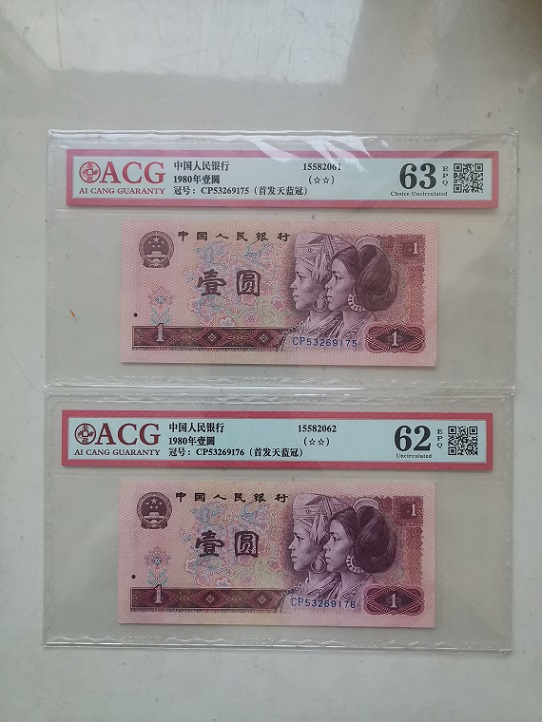 ACG
AI CANG GUARANTY
中国人民银行 15582061
1980年壹圆 (☆☆)
冠号：CP53269175（首发天蓝冠）
63 EPQ
Choice Uncirculated
中国人民银行
1
壹圆
1
CP53269175
1
ACG
AI CANG GUARANTY
中国人民银行 15582062
1980年壹圆 (☆☆)
冠号：CP53269176（首发天蓝冠）
62 EPQ
Uncirculated
中国人民银行
1
壹圆
1
CP53269176
1